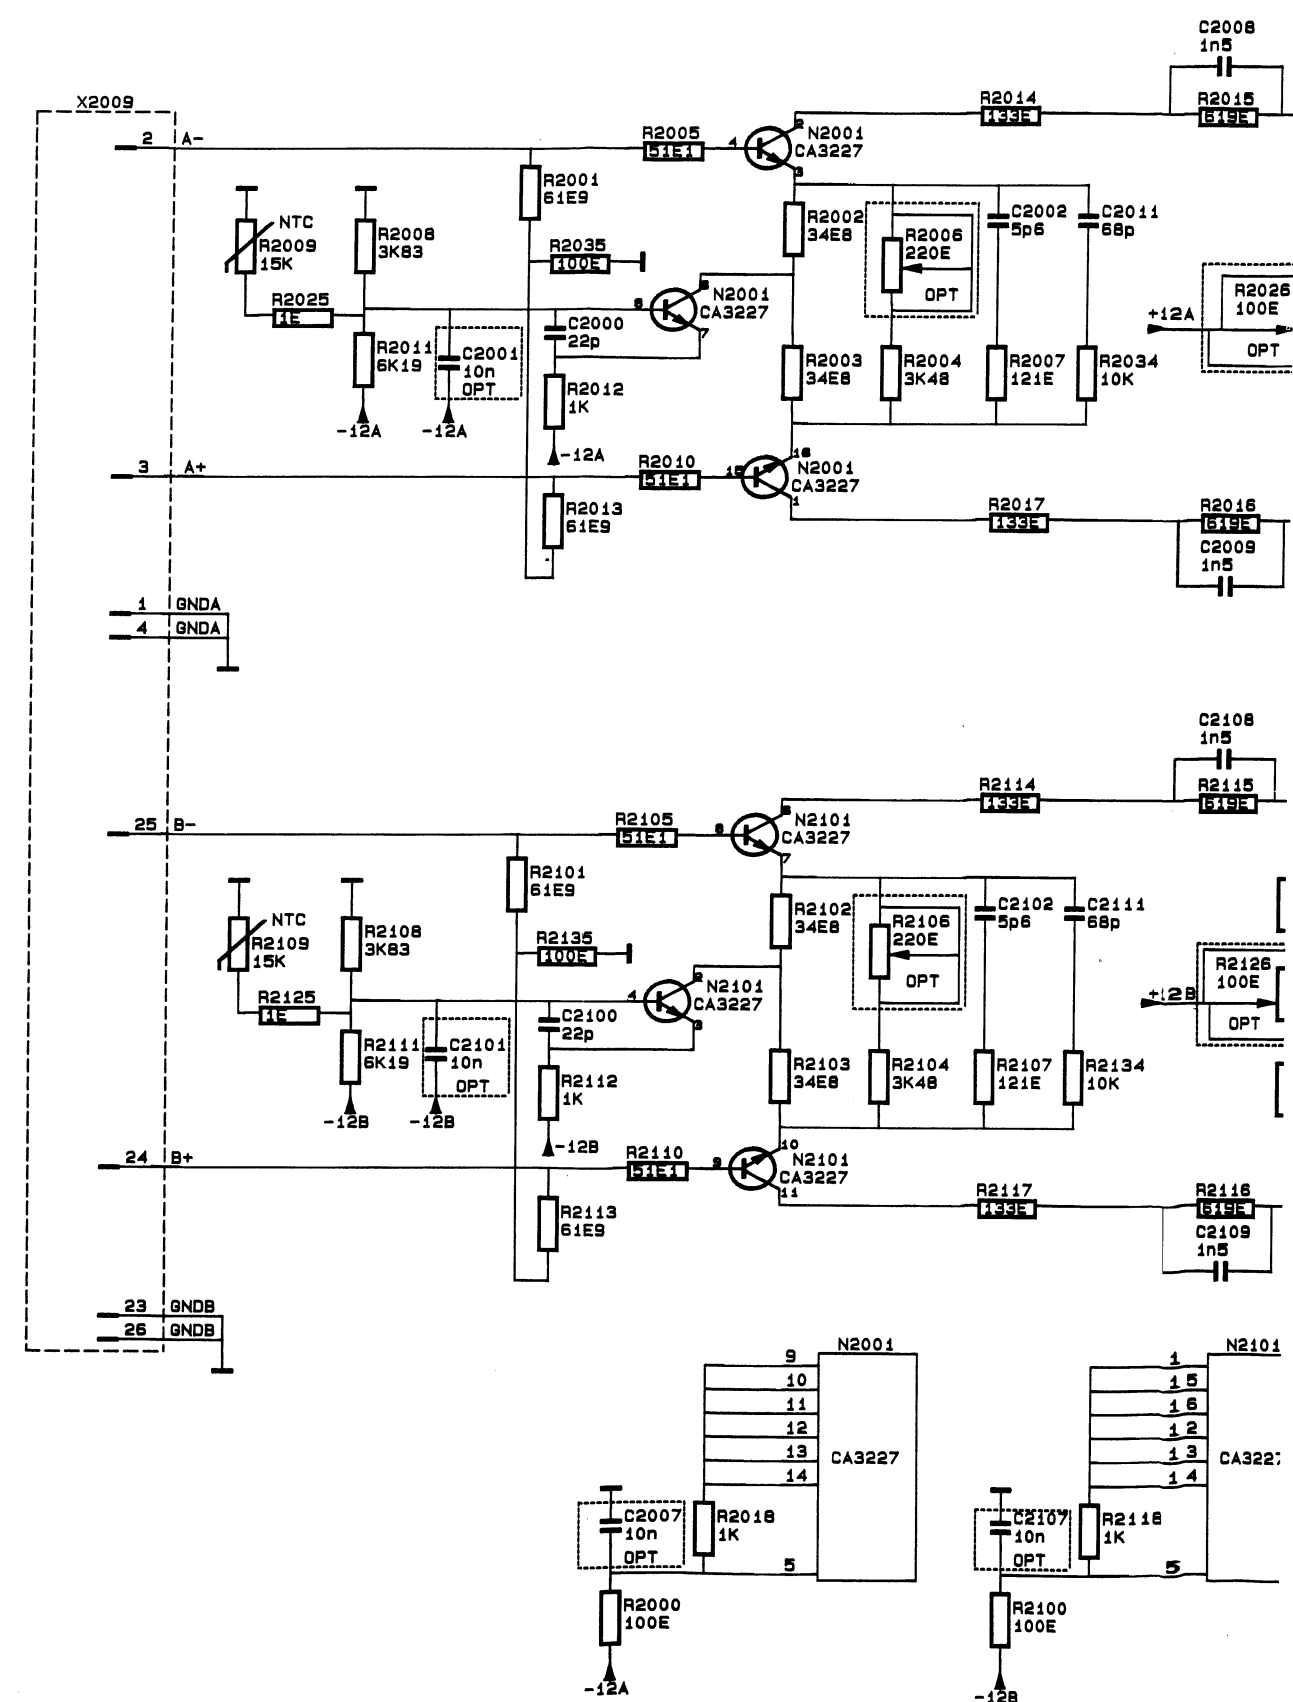 C2008
1n5
X2009
R2014
133E
R2015
619E
2 A-
R2005
51E1
4
2
N2001
CA3227
3
R2001
61E9
NTC
R2009
15K
R2008
3K83
R2002
34E8
R2006
220E
OPT
C2002
5p6
C2011
68p
R2035
100E
R2025
1E
6
N2001
CA3227
8
7
R2026
100E
+12A
OPT
C2000
22p
R2011
6K19
C2001
10n
OPT
R2012
1K
R2003
34E8
R2004
3K48
R2007
121E
R2034
10K
-12A
-12A
-12A
3 A+
R2010
51E1
15
16
N2001
CA3227
1
R2013
61E9
R2017
133E
R2016
619E
C2009
1n5
1 GNDA
4 GNDA
C2108
1n5
R2114
133E
R2115
619E
25 B-
R2105
51E1
6
N2101
CA3227
7
R2101
61E9
NTC
R2109
15K
R2108
3K83
R2102
34E8
R2106
220E
OPT
C2102
5p6
C2111
68p
R2135
100E
R2125
1E
4
2
N2101
CA3227
3
R2126
100E
+12B
OPT
C2100
22p
R2111
6K19
C2101
10n
OPT
R2112
1K
R2103
34E8
R2104
3K48
R2107
121E
R2134
10K
-12B
-12B
-12B
24 B+
R2110
51E1
9
10
N2101
CA3227
11
R2113
61E9
R2117
133E
R2116
619E
C2109
1n5
23 GNDB
26 GNDB
N2001
9
10
11
12
13
14
CA3227
C2007
10n
OPT
R2018
1K
5
R2000
100E
-12A
N2101
1
15
16
12
13
14
CA3227
C2107
10n
OPT
R2118
1K
5
R2100
100E
-12B